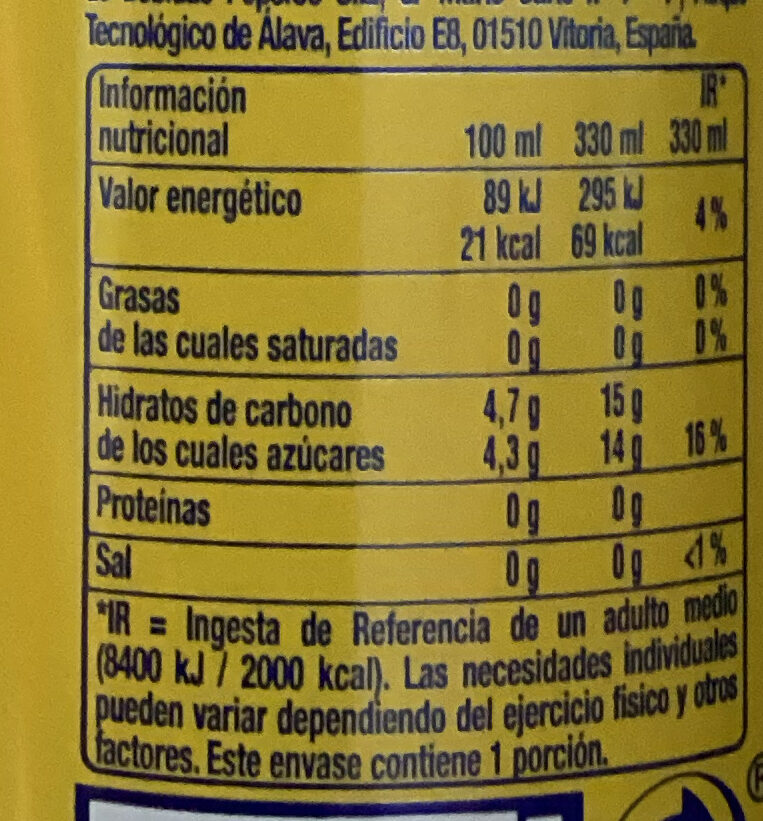 Tecnológico de Álava, Edificio E8, 01510 Vitoria, España.
Información IR*
nutricional 100 ml 330 ml 330 ml
Valor energético 89 kJ 295 kJ 4%
21 kcal 69 kcal
Grasas 0 g 0 g 0%
de las cuales saturadas 0 g 0 g 0%
Hidratos de carbono 4,7 g 15 g
de los cuales azúcares 4,3 g 14 g 16%
Proteínas 0 g 0 g
Sal 0 g 0 g <1%
*IR = Ingesta de Referencia de un adulto medio
(8400 kJ / 2000 kcal). Las necesidades individuales
pueden variar dependiendo del ejercicio físico y otros
factores. Este envase contiene 1 porción.